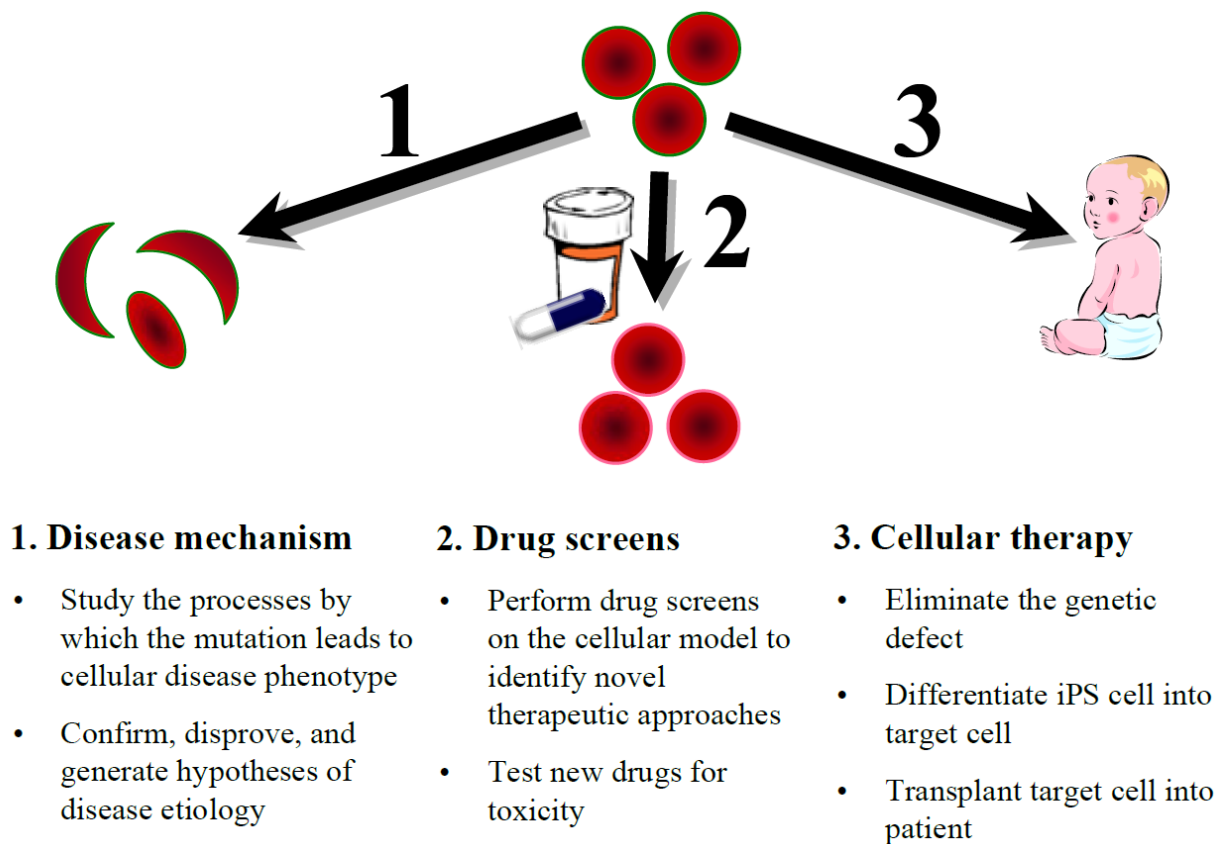 1
2
3
1. Disease mechanism
• Study the processes by
which the mutation leads to
cellular disease phenotype
• Confirm, disprove, and
generate hypotheses of
disease etiology
2. Drug screens
• Perform drug screens
on the cellular model to
identify novel
therapeutic approaches
• Test new drugs for
toxicity
3. Cellular therapy
• Eliminate the genetic
defect
• Differentiate iPS cell into
target cell
• Transplant target cell into
patient